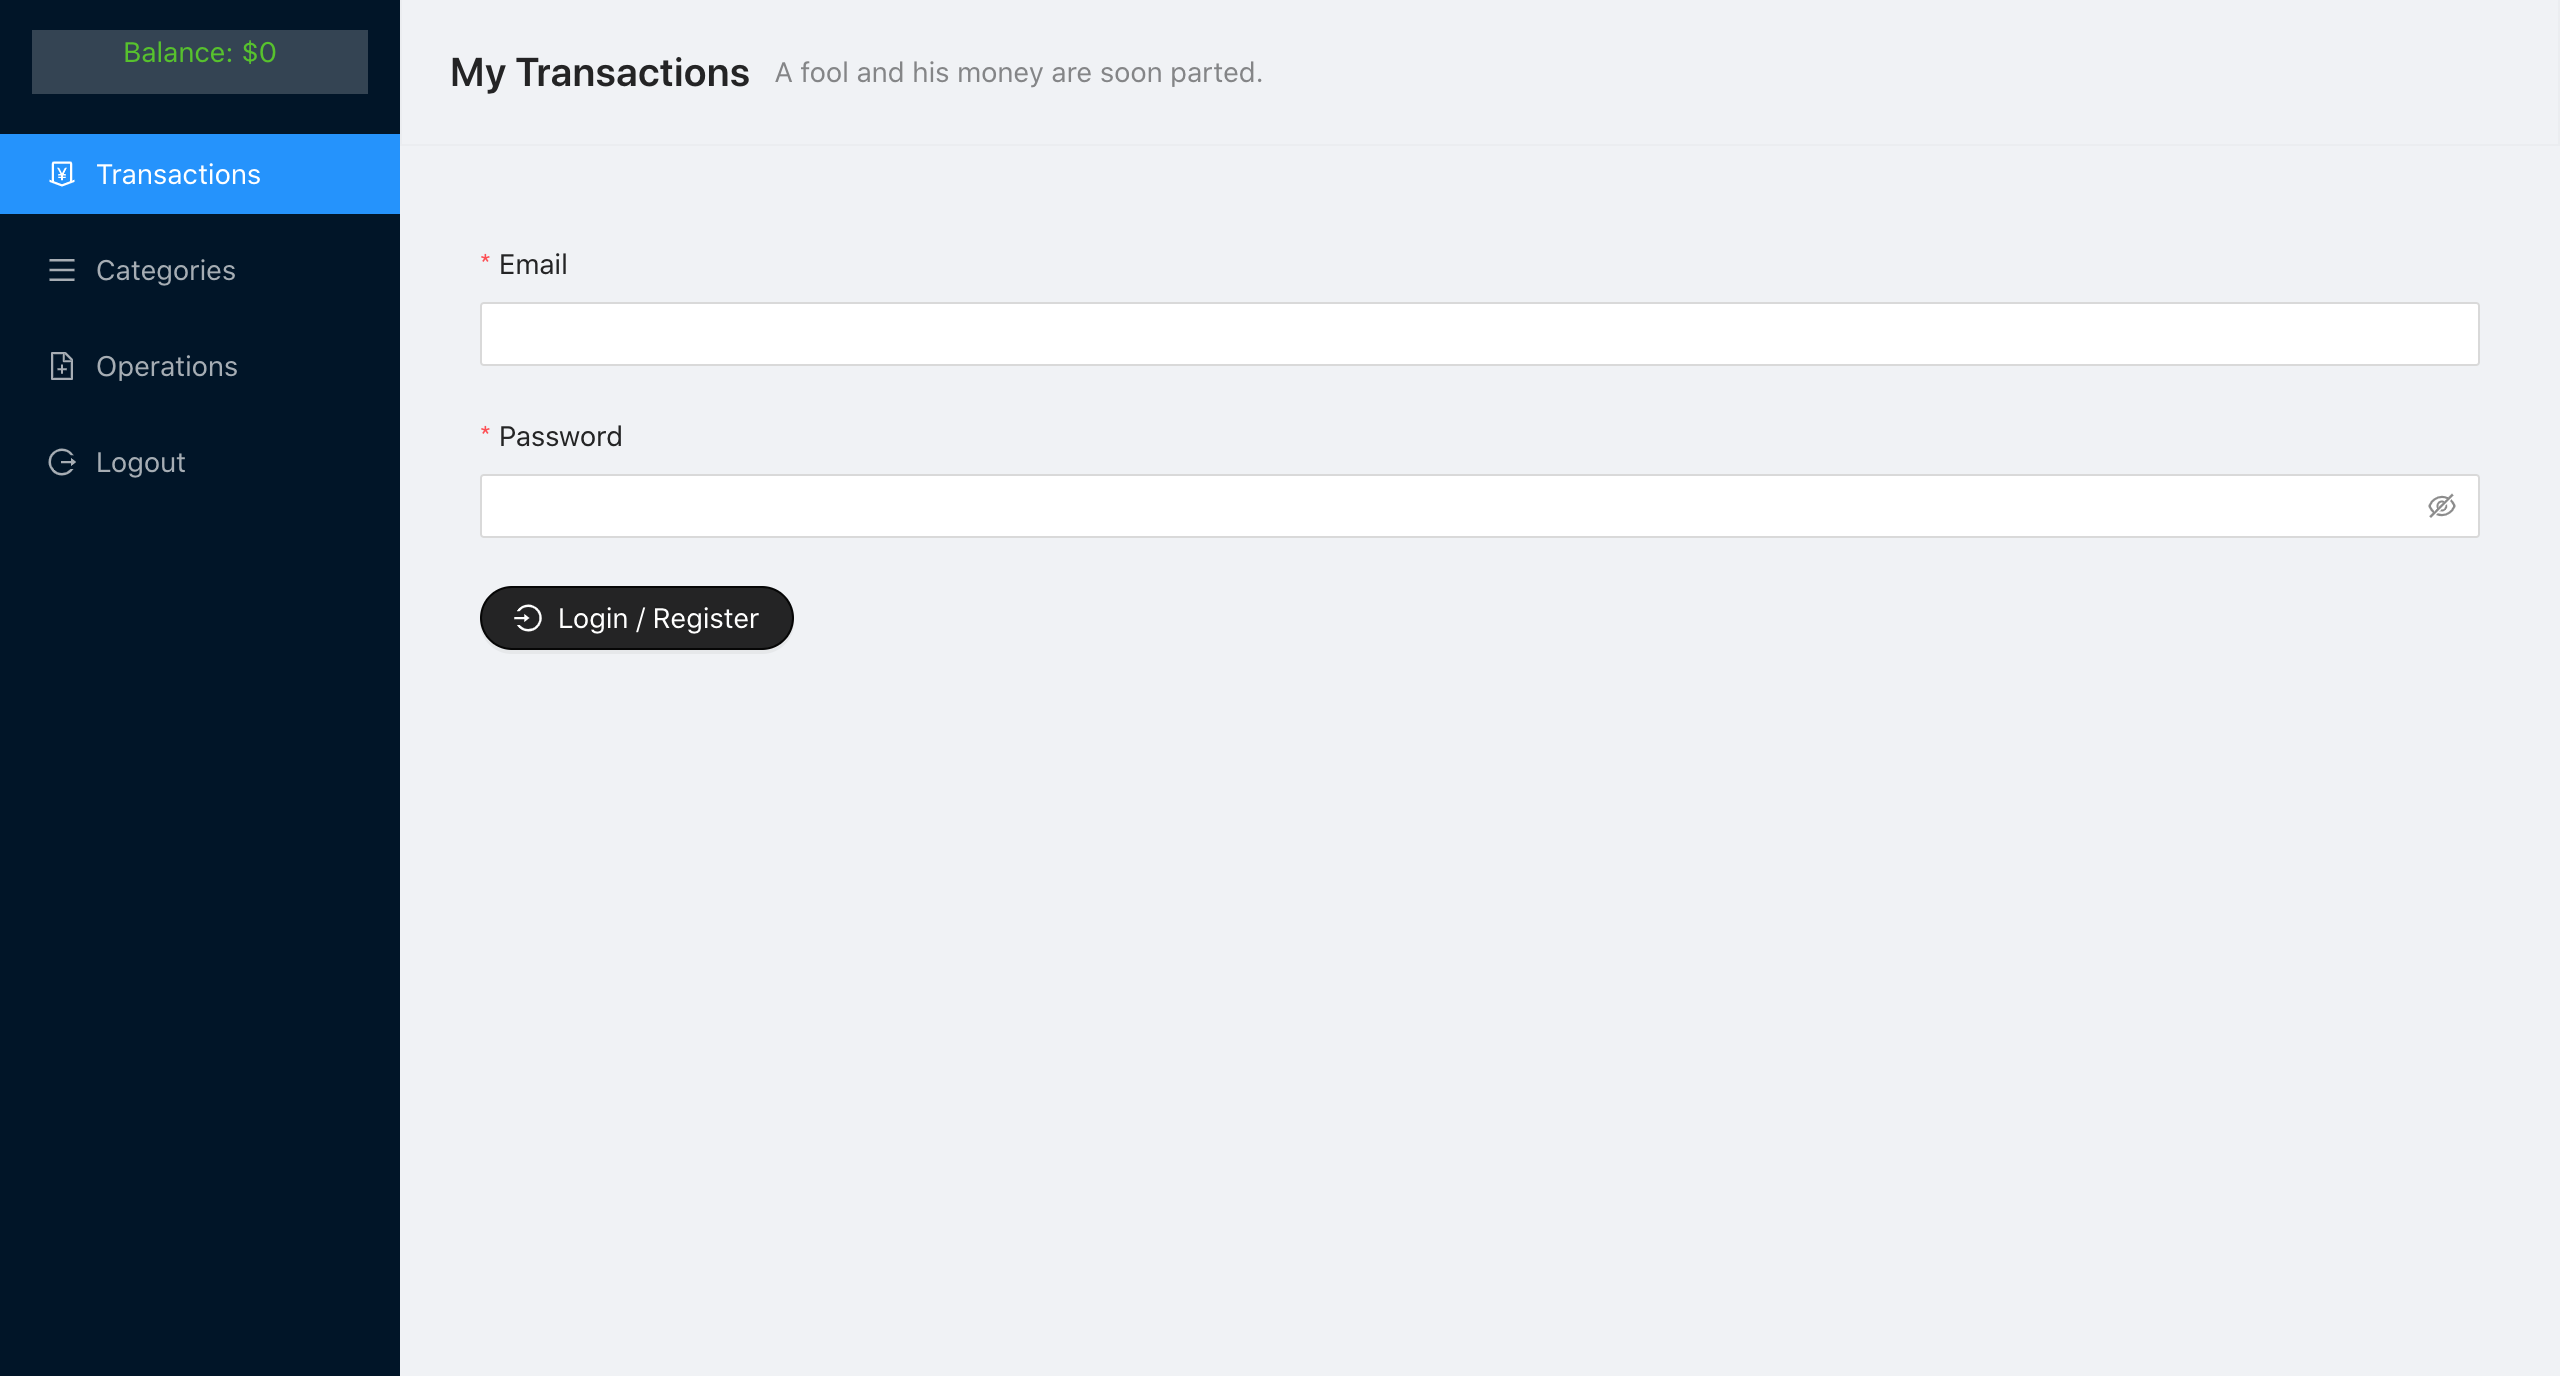 Balance: $0
Transactions
Categories
Operations
Logout
My Transactions A fool and his money are soon parted.
* Email
* Password
Login / Register